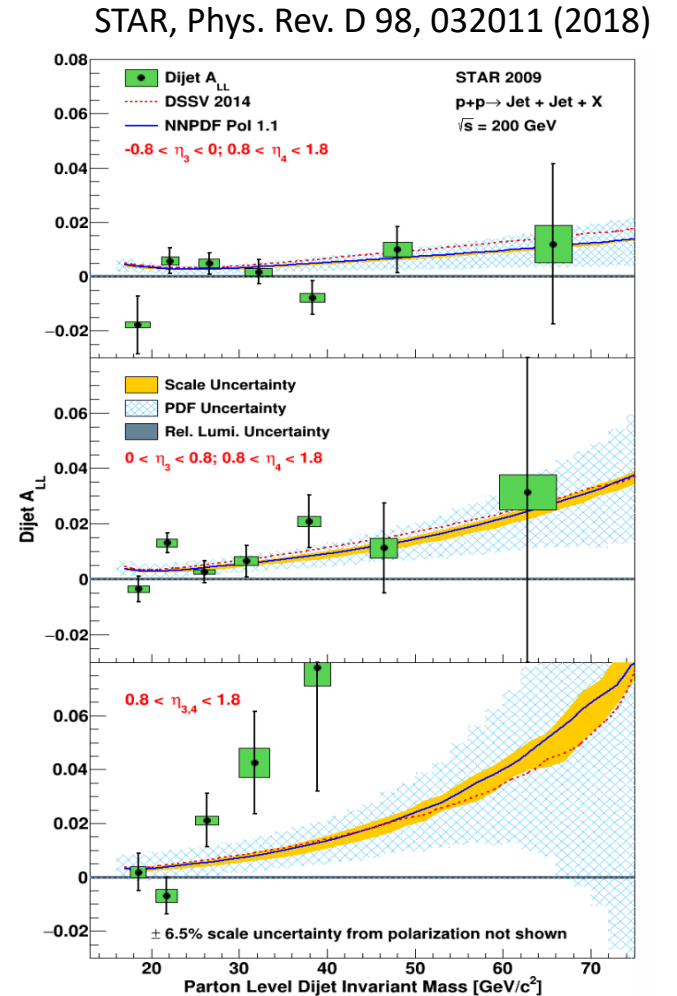 STAR, Phys. Rev. D 98, 032011 (2018)
0.08
0.06
0.04
0.02
0
−0.02
Dijet A_LL
DSSV 2014
NNPDF Pol 1.1
-0.8 < η_3 < 0; 0.8 < η_4 < 1.8
STAR 2009
p+p→ Jet + Jet + X
√s = 200 GeV
0.06
0.04
0.02
0
−0.02
Scale Uncertainty
PDF Uncertainty
Rel. Lumi. Uncertainty
0 < η_3 < 0.8; 0.8 < η_4 < 1.8
Dijet A_LL
0.06
0.04
0.02
0
−0.02
0.8 < η_3,4 < 1.8
± 6.5% scale uncertainty from polarization not shown
20 30 40 50 60 70
Parton Level Dijet Invariant Mass [GeV/c²]